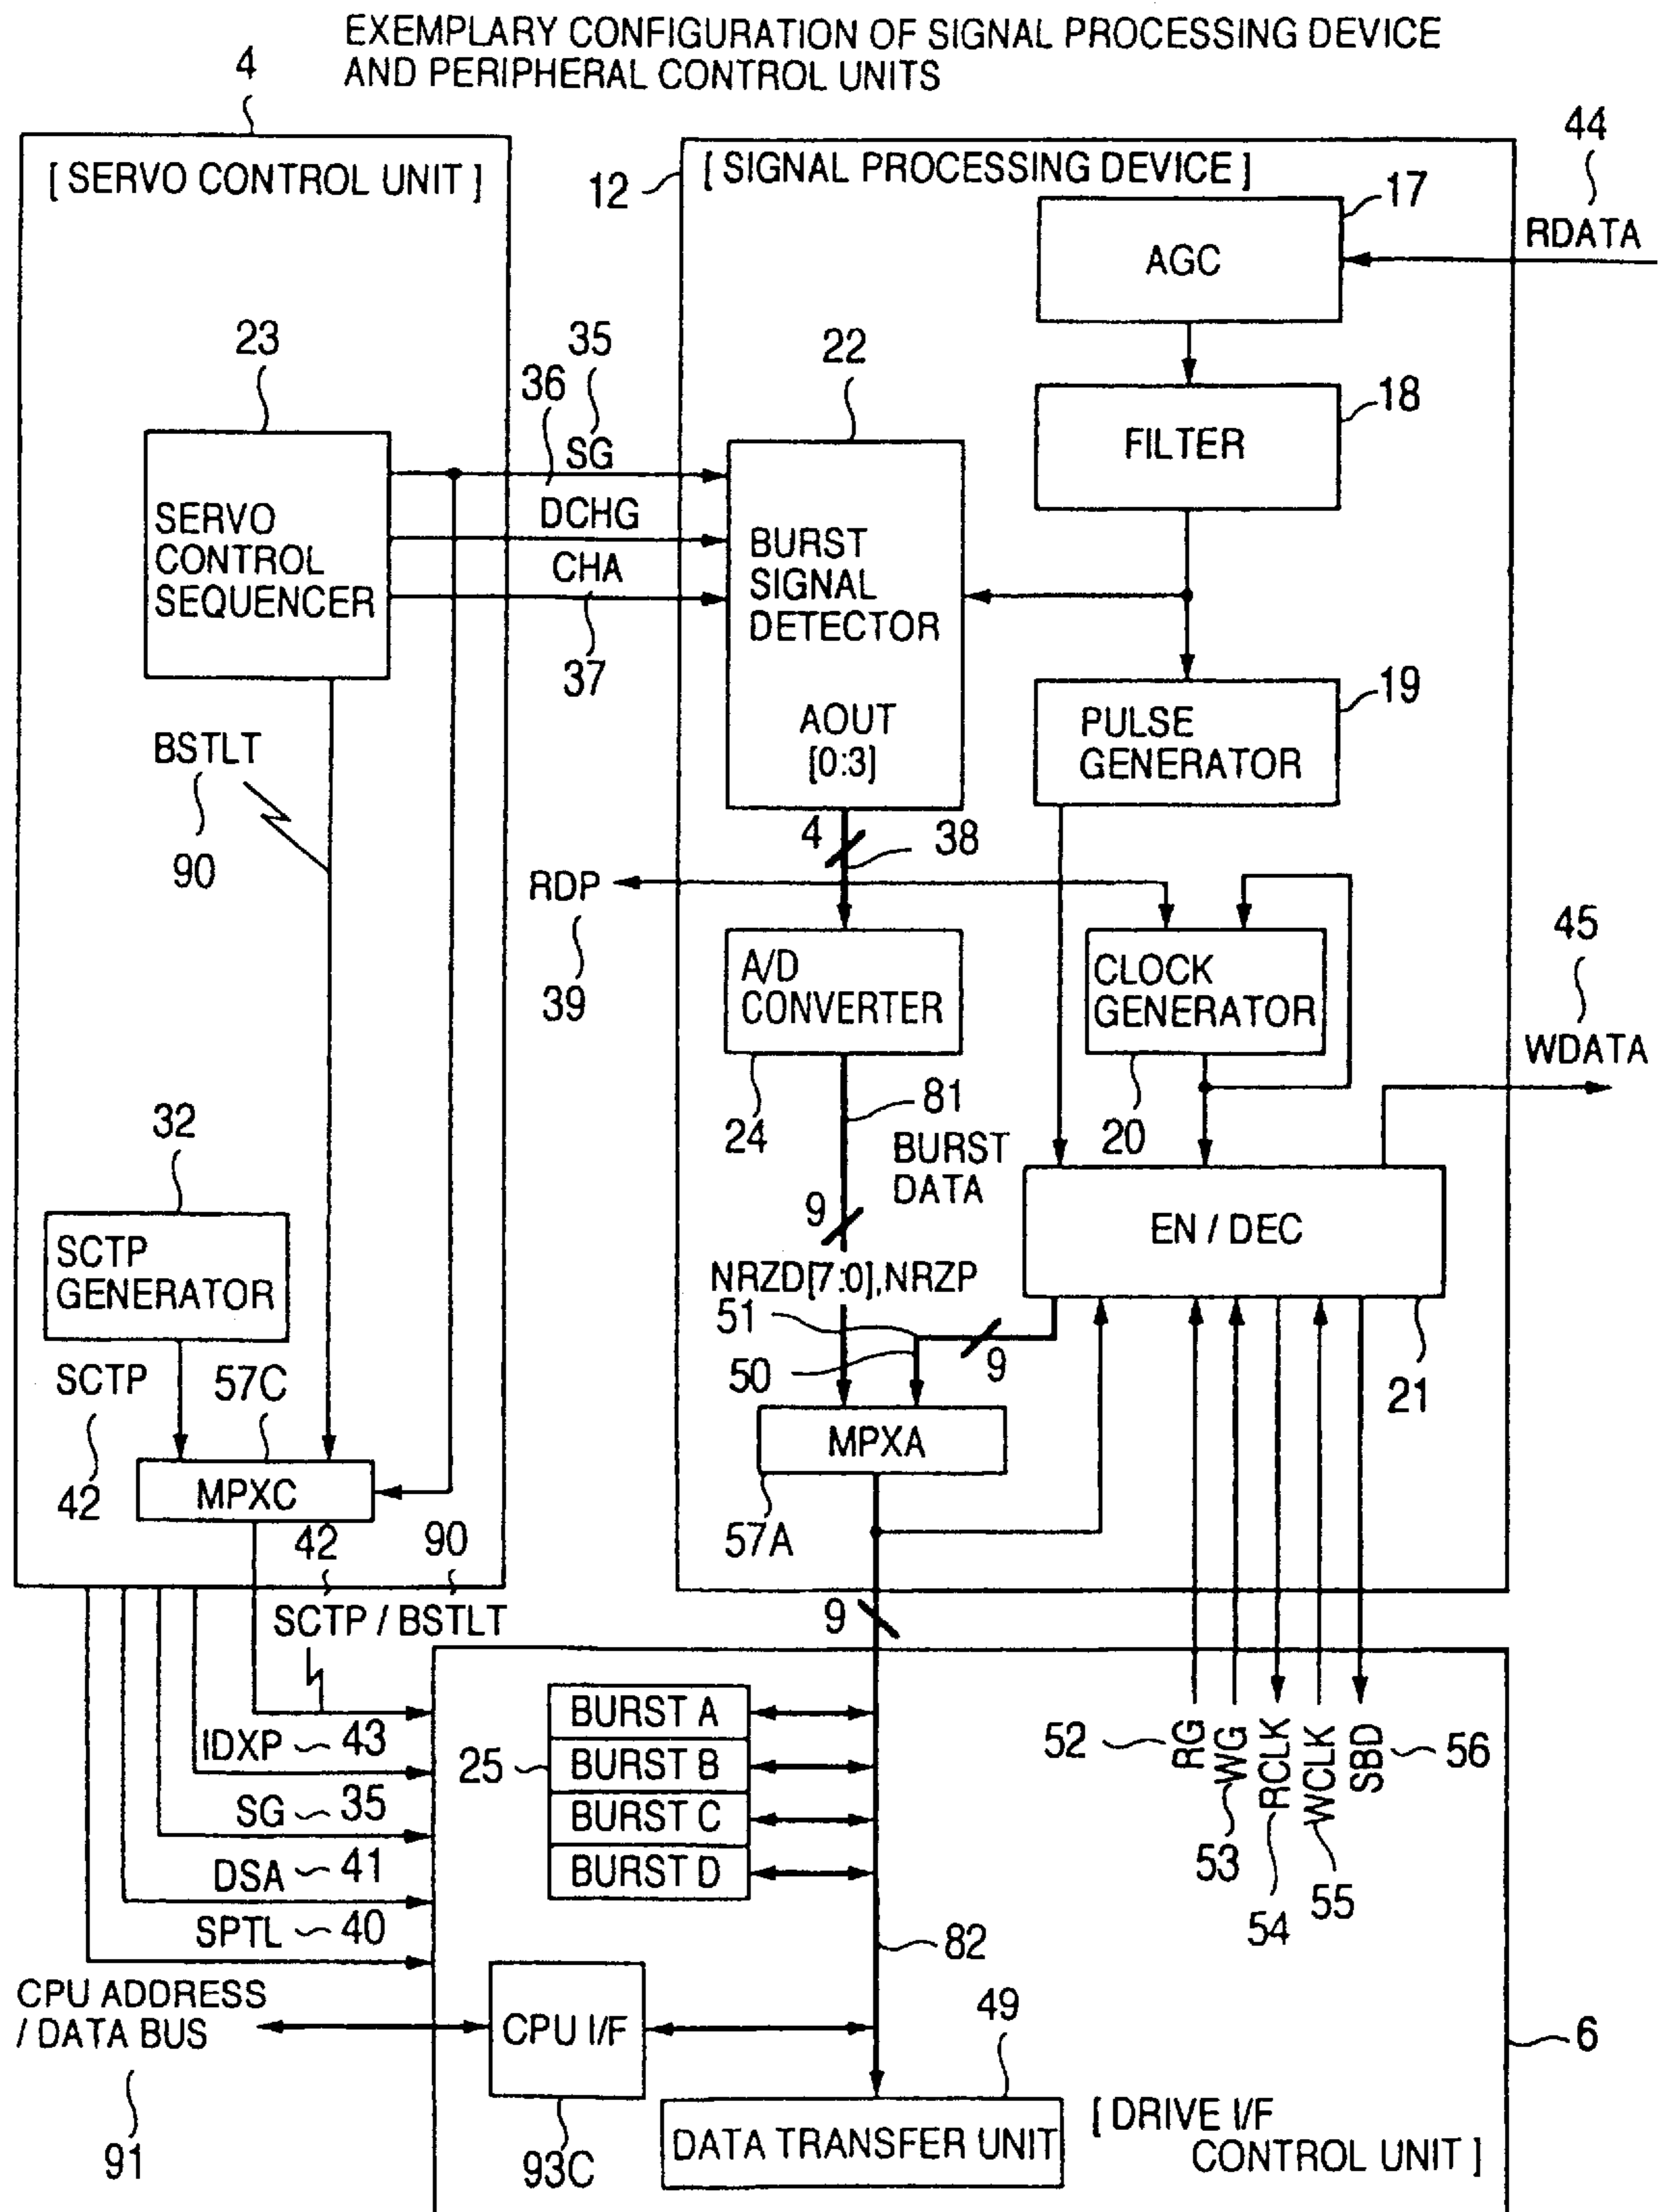 EXEMPLARY CONFIGURATION OF SIGNAL PROCESSING DEVICE
AND PERIPHERAL CONTROL UNITS
4
[ SERVO CONTROL UNIT ]
23
SERVO
CONTROL
SEQUENCER
BSTLT
90
32
SCTP
GENERATOR
SCTP
42
57C
MPXC
35
36
SG
DCHG
CHA
37
RDP
39
12
[ SIGNAL PROCESSING DEVICE ]
44
RDATA
17
AGC
18
FILTER
22
BURST
SIGNAL
DETECTOR
AOUT
[0:3]
19
PULSE
GENERATOR
4
38
A/D
CONVERTER
24
CLOCK
GENERATOR
20
45
WDATA
81
BURST
DATA
9
EN / DEC
21
NRZD[7:0],NRZP
51
50
9
MPXA
57A
9
42
90
SCTP / BSTLT
IDXP 43
SG 35
DSA 41
SPTL 40
CPU ADDRESS
/ DATA BUS
91
25
BURST A
BURST B
BURST C
BURST D
52
RG
WG
53
RCLK
54
WCLK
55
SBD
56
82
CPU I/F
93C
49
DATA TRANSFER UNIT
[ DRIVE I/F
CONTROL UNIT ]
6